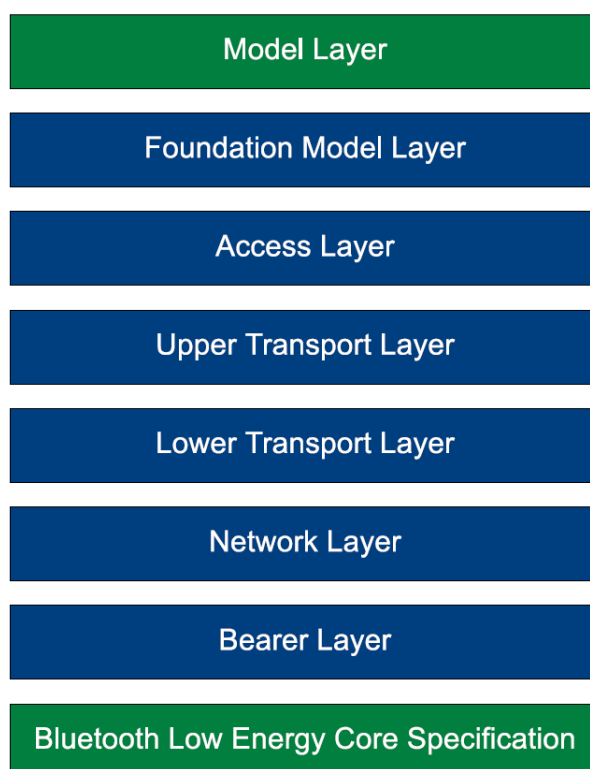 Model Layer
Foundation Model Layer
Access Layer
Upper Transport Layer
Lower Transport Layer
Network Layer
Bearer Layer
Bluetooth Low Energy Core Specification